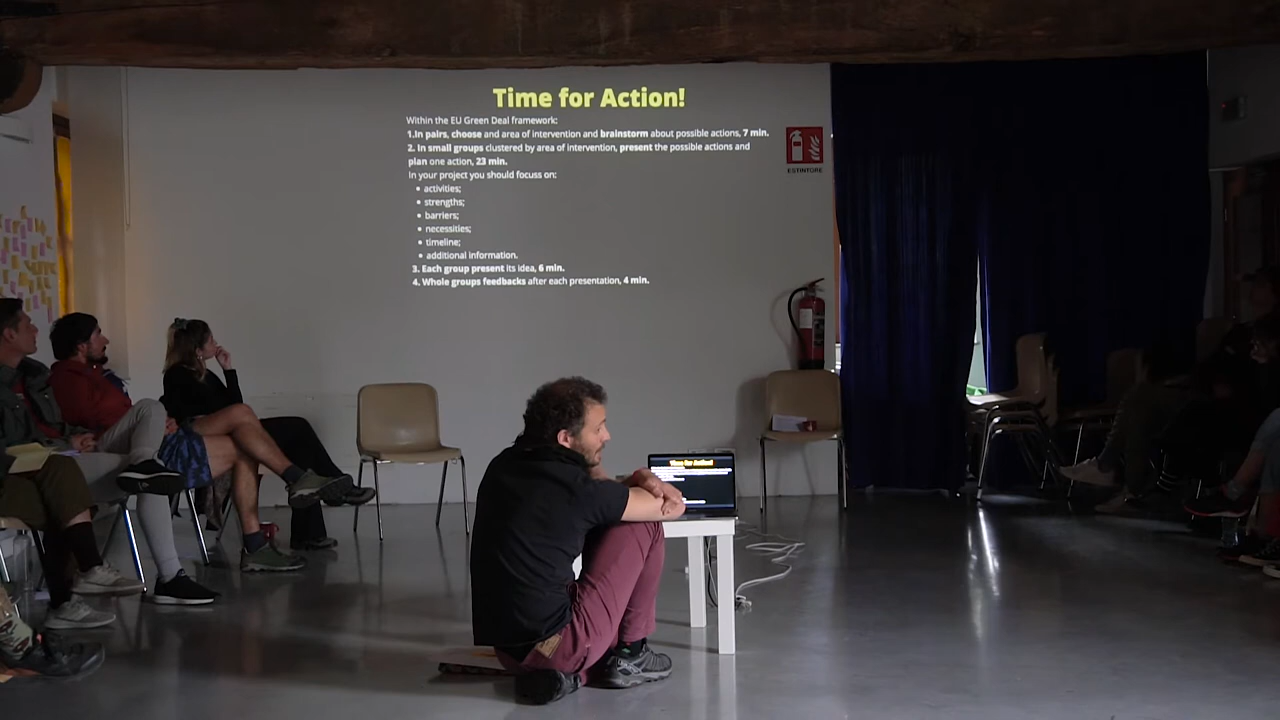 Time for Action!
Within the EU Green Deal framework:
1.In pairs, choose and area of intervention and brainstorm about possible actions, 7 min.
2. In small groups clustered by area of intervention, present the possible actions and
plan one action, 23 min.
In your project you should focuss on:
• activities;
• strengths;
• barriers;
• necessities;
• timeline;
• additional information.
3. Each group present its idea, 6 min.
4. Whole groups feedbacks after each presentation, 4 min.
ESTINTORE
Time for Action!